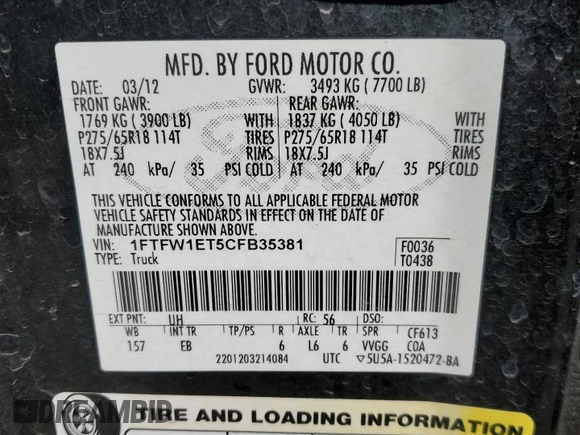 MFD. BY FORD MOTOR CO.
DATE: 03/12 GVWR: 3493 KG (7700 LB)
FRONT GAWR: REAR GAWR:
1769 KG (3900 LB) WITH 1837 KG (4050 LB) WITH
P275/65R18 114T TIRES P275/65R18 114T TIRES
18X7.5J RIMS 18X7.5J RIMS
AT 240 kPa/ 35 PSI COLD AT 240 kPa/ 35 PSI COLD
Ford
THIS VEHICLE CONFORMS TO ALL APPLICABLE FEDERAL MOTOR
VEHICLE SAFETY STANDARDS IN EFFECT ON THE DATE OF
MANUFACTURE SHOWN ABOVE.
VIN: 1FTFW1ET5CFB35381 F0036
TYPE: Truck T0438
EXT PNT: UH RC: 56 DSO:
WB INT TR TP/PS R AXLE TR SPR CF613
157 EB 6 L6 6 VVGG COA
2201203214084 UTC ▽5U5A-1520472-BA
TIRE AND LOADING INFORMATION
DREAMBID